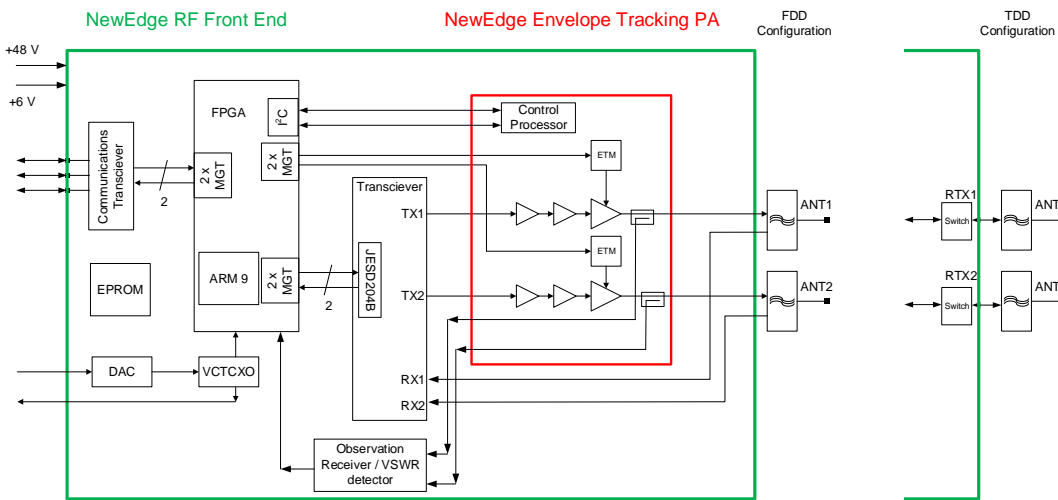 NewEdge RF Front End
NewEdge Envelope Tracking PA
FDD
Configuration
TDD
Configuration
+48 V
+6 V
FPGA
I²C
Control
Processor
2 x
MGT
ETM
Communications
Transciever
2
2 x
MGT
Transciever
TX1
ANT1
RTX1
Switch
ANT
ETM
EPROM
ARM 9
2 x
MGT
2
JESD204B
TX2
ANT2
RTX2
Switch
ANT
DAC
VCTCXO
RX1
RX2
Observation
Receiver / VSWR
detector